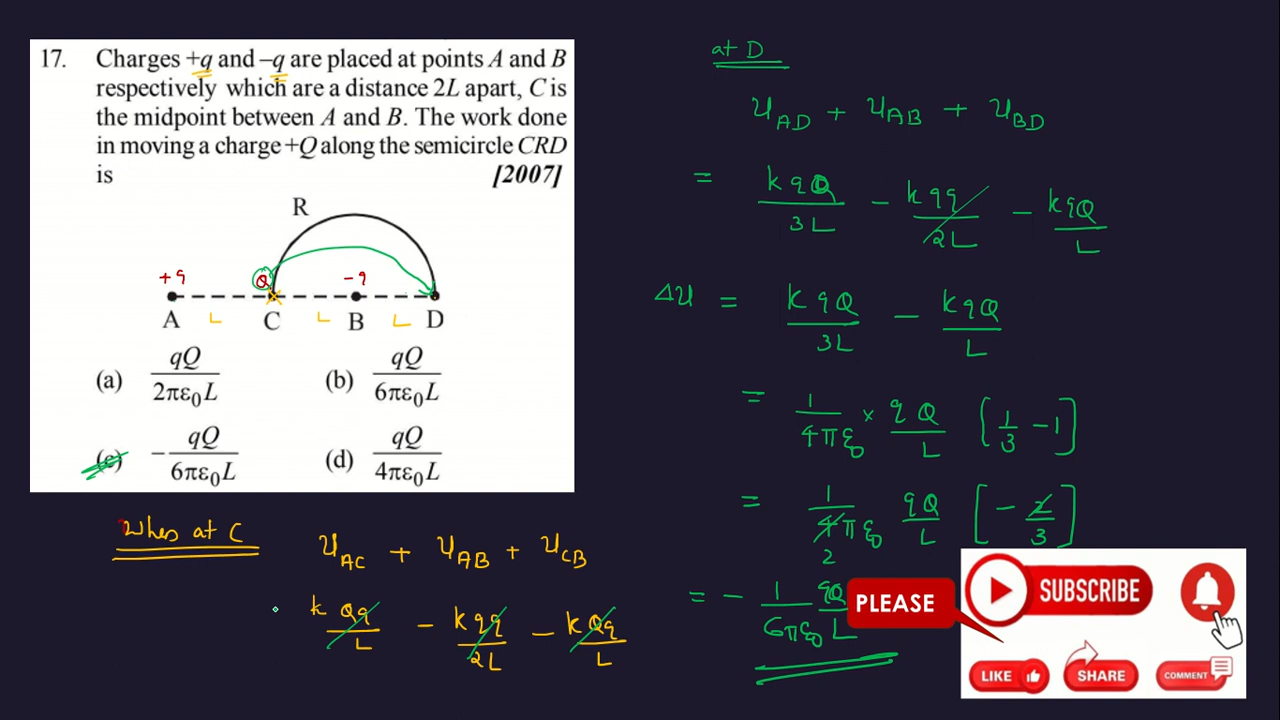 17. Charges +q and –q are placed at points A and B
respectively which are a distance 2L apart, C is
the midpoint between A and B. The work done
in moving a charge +Q along the semicircle CRD
is [2007]
R
+q Q -q
A L C L B L D
(a) qQ/2πε₀L (b) qQ/6πε₀L
(c) -qQ/6πε₀L (d) qQ/4πε₀L
When at C
U_AC + U_AB + U_CB
kQq/L - kqq/2L - kQq/L
at D
U_AD + U_AB + U_BD
= kqQ/3L - kqq/2L - kqQ/L
ΔU = kqQ/3L - kqQ/L
= 1/4πε₀ × qQ/L [1/3 - 1]
= 1/4πε₀ qQ/L [-2/3]
2
= - 1/6πε₀ qQ/L
PLEASE
SUBSCRIBE
LIKE SHARE COMMENT